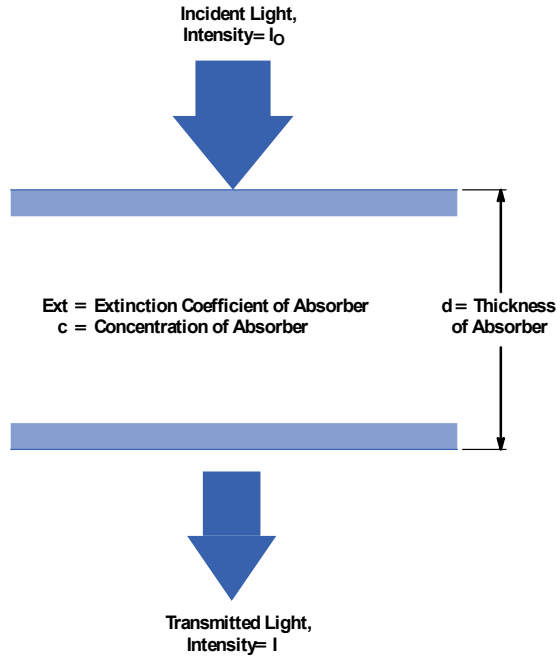 Incident Light,
Intensity= IO
Ext = Extinction Coefficient of Absorber
c = Concentration of Absorber
d= Thickness
of Absorber
Transmitted Light,
Intensity= I